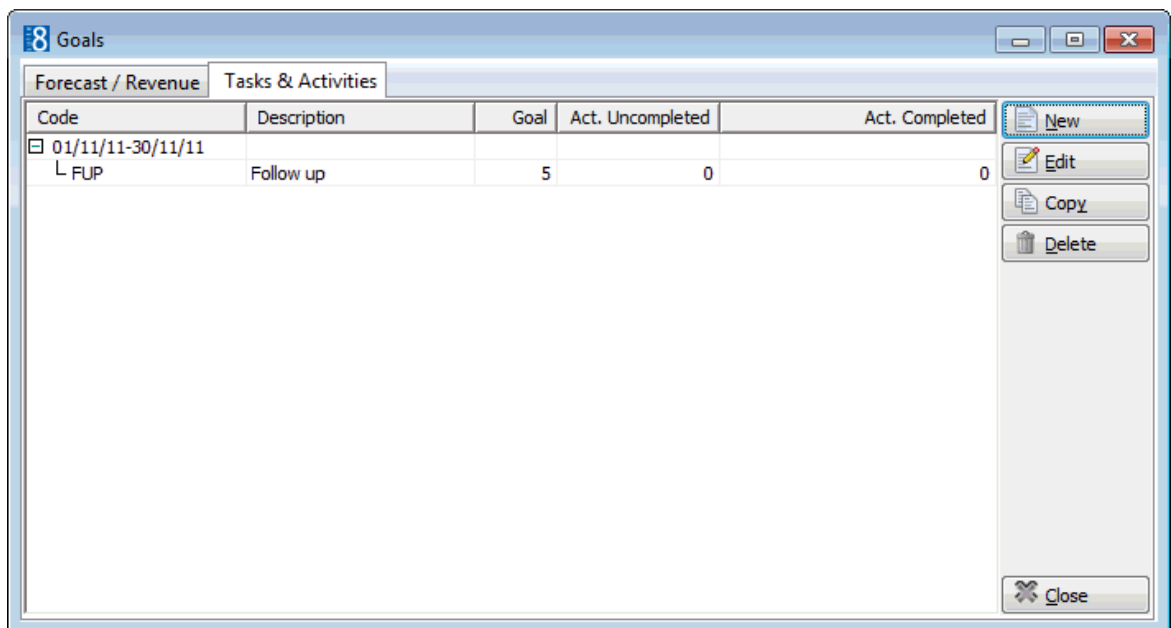 8 Goals
Forecast / Revenue Tasks & Activities
Code Description Goal Act. Uncompleted Act. Completed New
01/11/11-30/11/11
Edit
FUP Follow up 5 0 0
Copy
Delete
Close